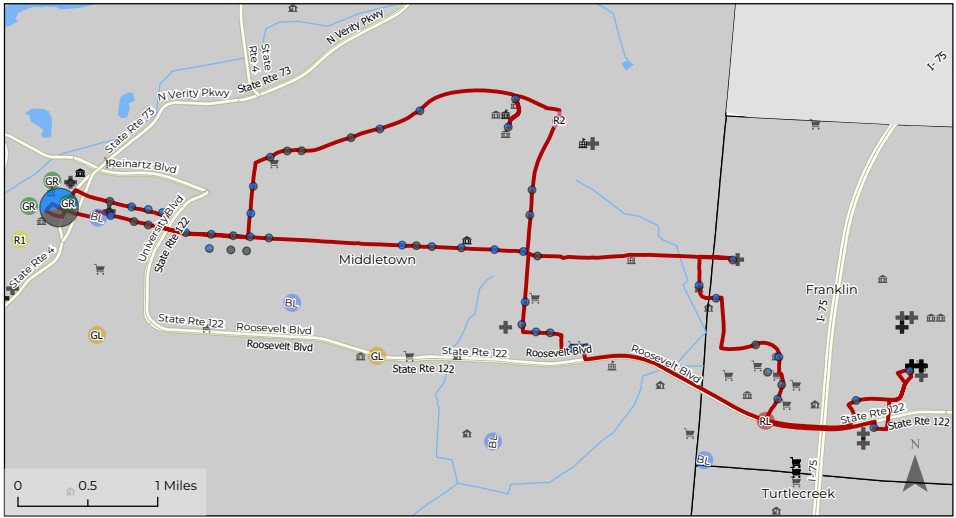 N Verity Pkwy
State
Rte 4
I- 75
State Rte 73
N Verity Pkwy
State Rte 73
R2
Reinartz Blvd
GR
GR
GR
BL
University Blvd
State Rte 122
R1
State Rte 4
Middletown
Franklin
BL
I- 75
State Rte 122
Roosevelt Blvd
Roosevelt Blvd
GL
GL
State Rte 122
State Rte 122
Roosevelt Blvd
Roosevelt Blvd
State Rte 122
State Rte 122
RL
BL
BL
I-75
N
Turtlecreek
0
0.5
1 Miles